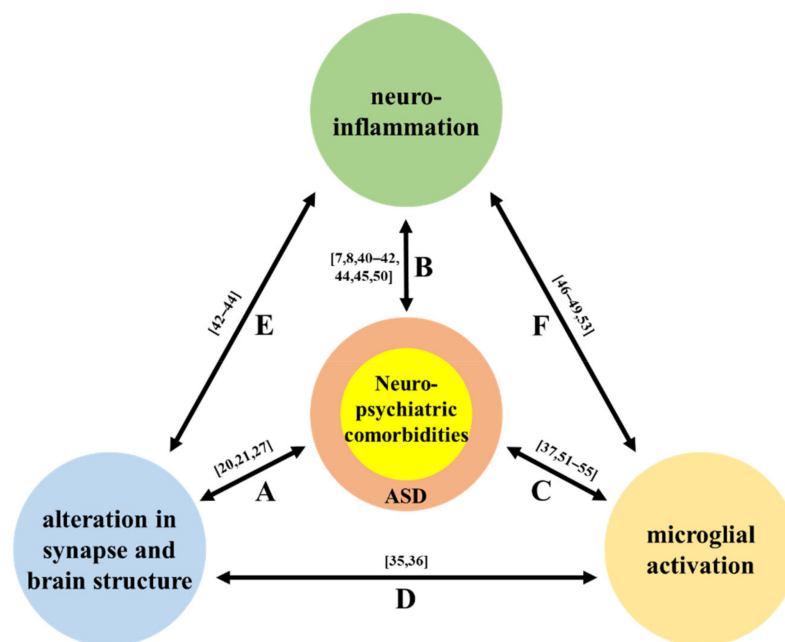 neuro-
inflammation
[7,8,40–42,
44,45,50]
B
[42–44]
E
[46–49,53]
F
Neuro-
psychiatric
comorbidities
ASD
[20,21,27]
A
[37,51–55]
C
alteration in
synapse and
brain structure
microglial
activation
[35,36]
D